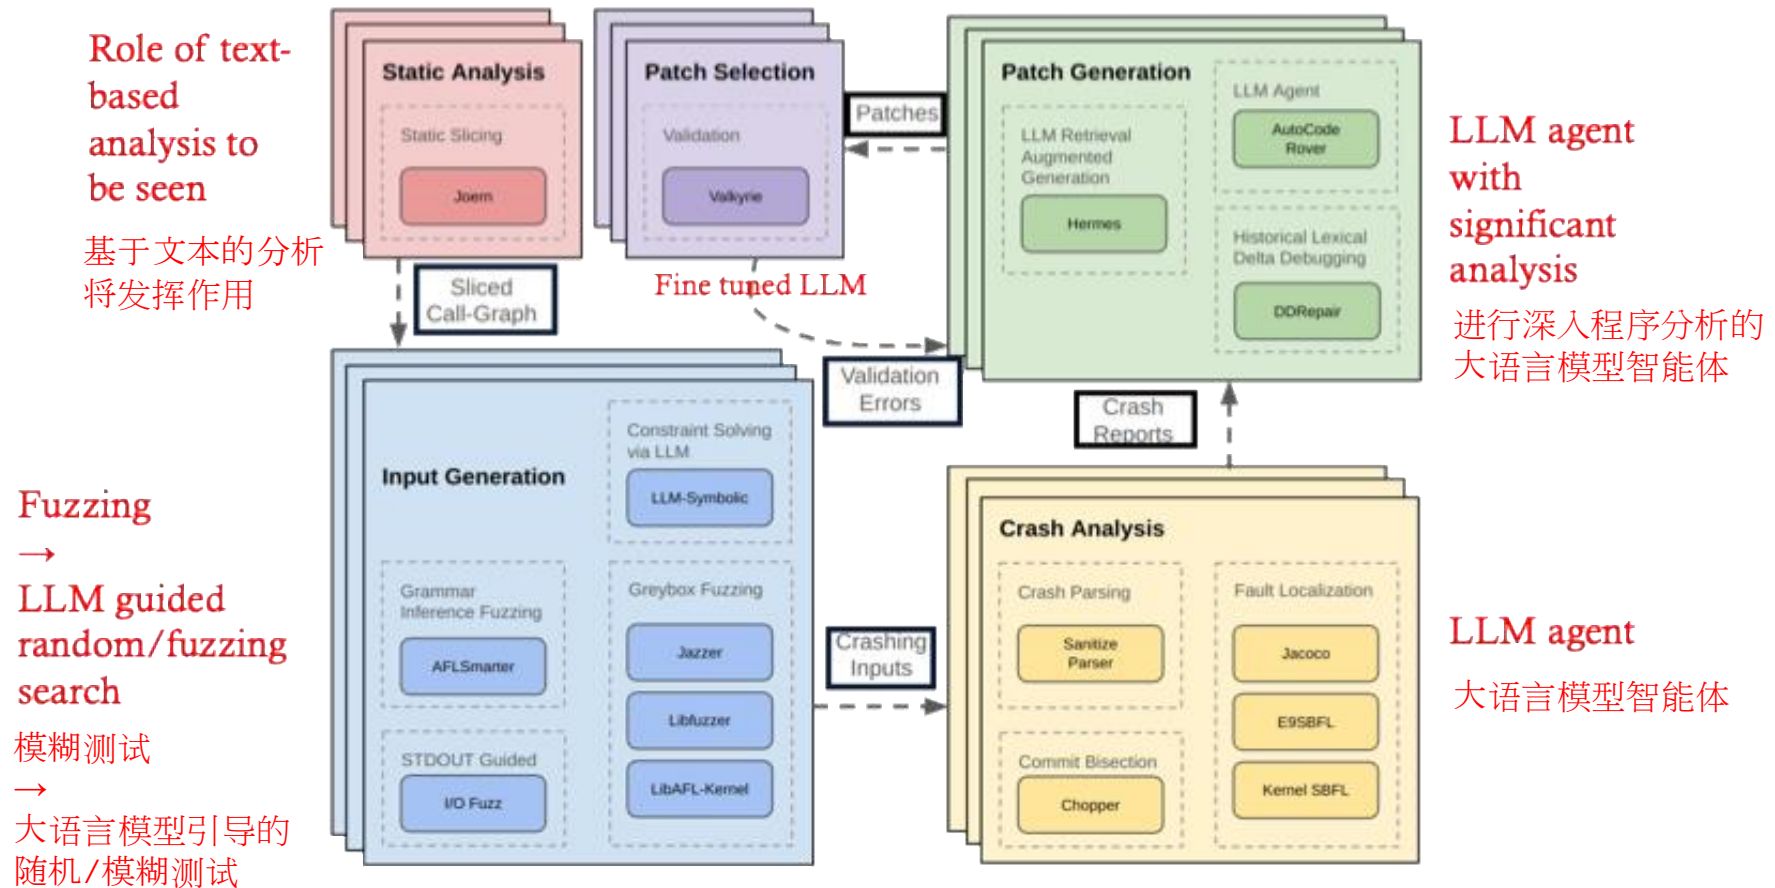 Role of text-
based
analysis to
be seen
基于文本的分析
将发挥作用
Static Analysis
Static Slicing
Joern
Sliced
Call-Graph
Patch Selection
Validation
Valkyrie
Fine tuned LLM
Patches
Validation
Errors
Patch Generation
LLM Retrieval
Augmented
Generation
Hermes
LLM Agent
AutoCode
Rover
Historical Lexical
Delta Debugging
DDRepair
LLM agent
with
significant
analysis
进行深入程序分析的
大语言模型智能体
Crash
Reports
Fuzzing
→
LLM guided
random/fuzzing
search
模糊测试
→
大语言模型引导的
随机/模糊测试
Input Generation
Constraint Solving
via LLM
LLM-Symbolic
Grammar
Inference Fuzzing
AFLSmarter
STDOUT Guided
I/O Fuzz
Greybox Fuzzing
Jazzer
Libfuzzer
LibAFL-Kernel
Crashing
Inputs
Crash Analysis
Crash Parsing
Sanitize
Parser
Commit Bisection
Chopper
Fault Localization
Jacoco
E9SBFL
Kernel SBFL
LLM agent
大语言模型智能体